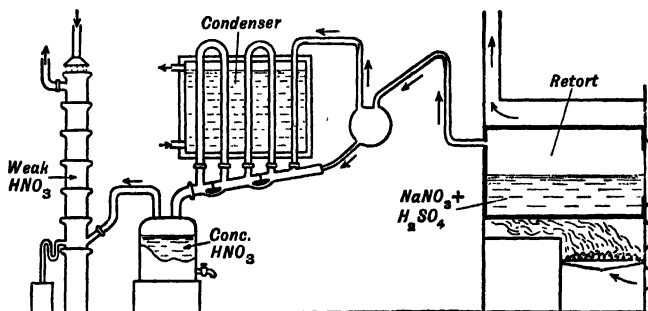 Condenser
Retort
Weak
HNO₃
NaNO₃+
H₂SO₄
Conc.
HNO₃